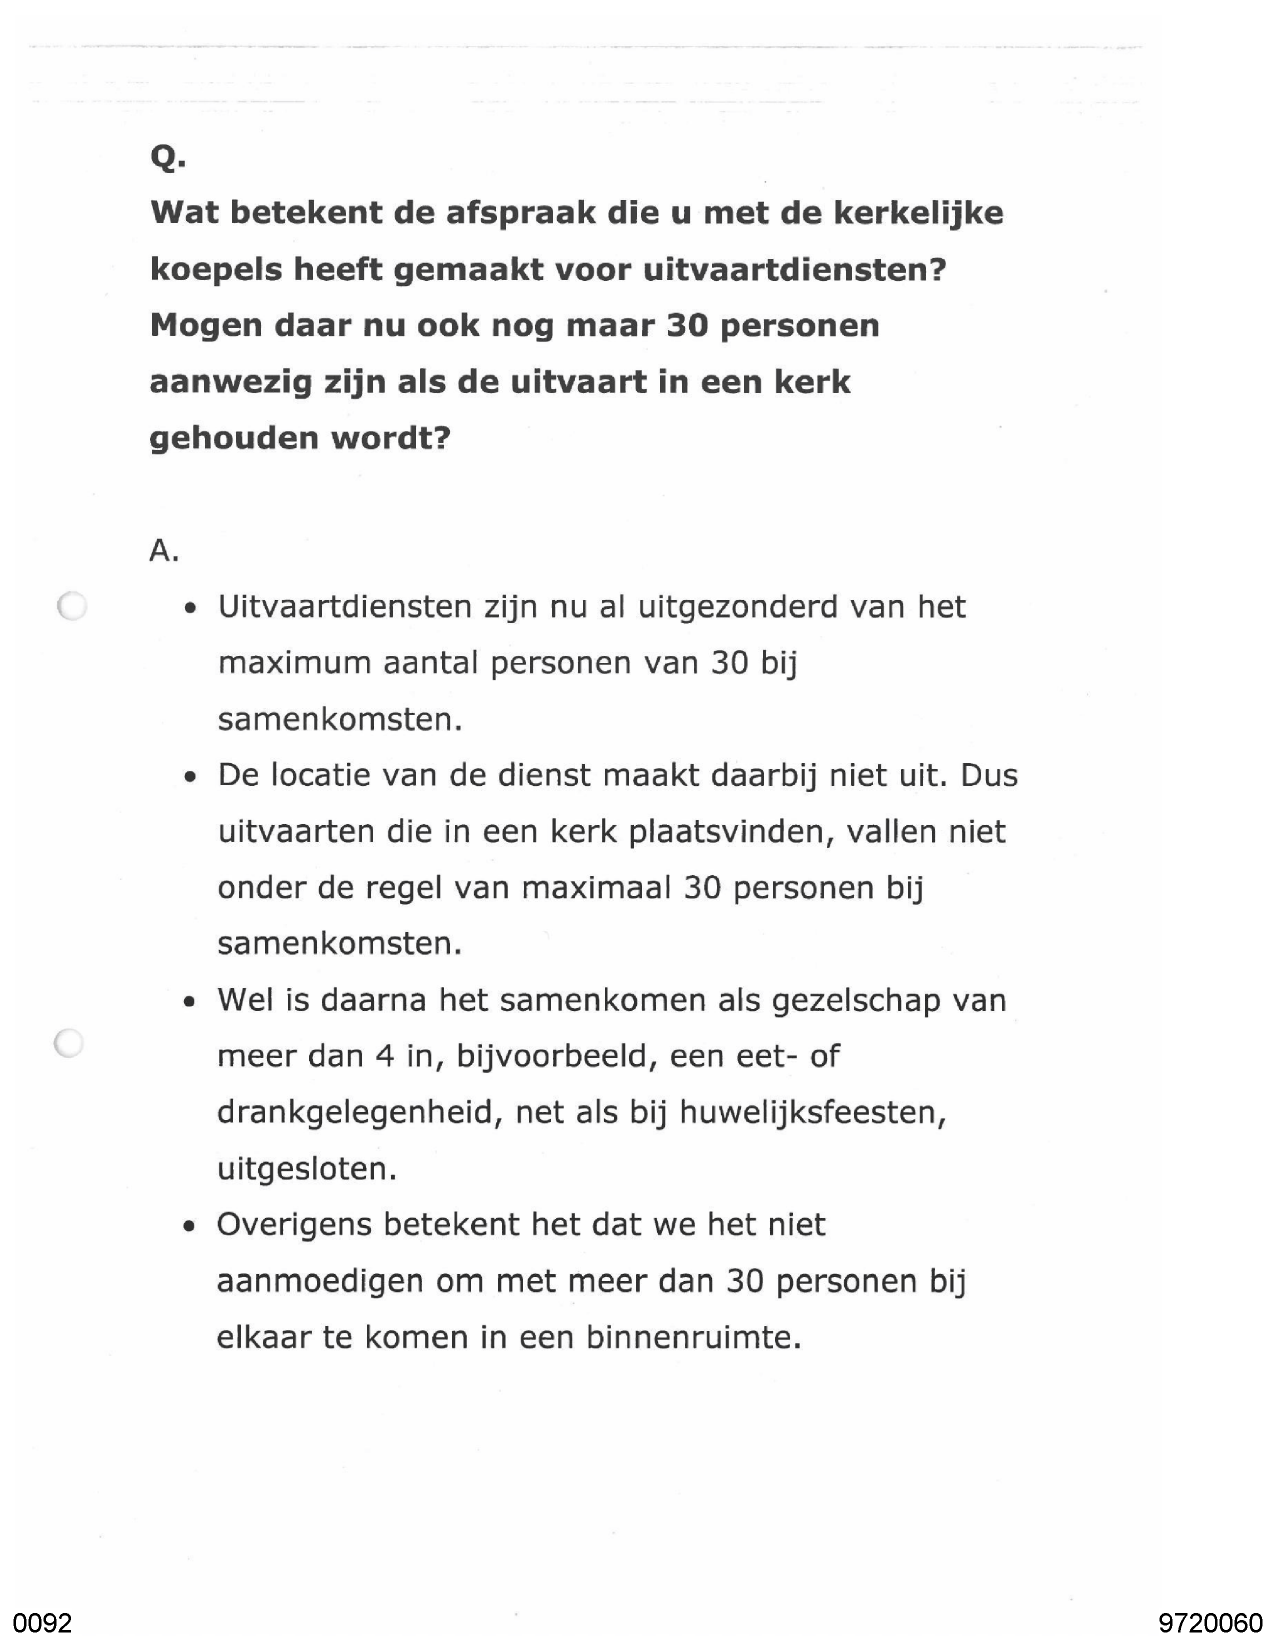 Q.
Wat betekent de afspraak die u met de kerkelijke
koepels heeft gemaakt voor uitvaartdiensten?
Mogen daar nu ook nog maar 30 personen
aanwezig zijn als de uitvaart in een kerk
gehouden wordt?
A.
• Uitvaartdiensten zijn nu al uitgezonderd van het
maximum aantal personen van 30 bij
samenkomsten.
• De locatie van de dienst maakt daarbij niet uit. Dus
uitvaarten die in een kerk plaatsvinden, vallen niet
onder de regel van maximaal 30 personen bij
samenkomsten.
• Wel is daarna het samenkomen als gezelschap van
meer dan 4 in, bijvoorbeeld, een eet- of
drankgelegenheid, net als bij huwelijksfeesten,
uitgesloten.
• Overigens betekent het dat we het niet
aanmoedigen om met meer dan 30 personen bij
elkaar te komen in een binnenruimte.
0092
9720060